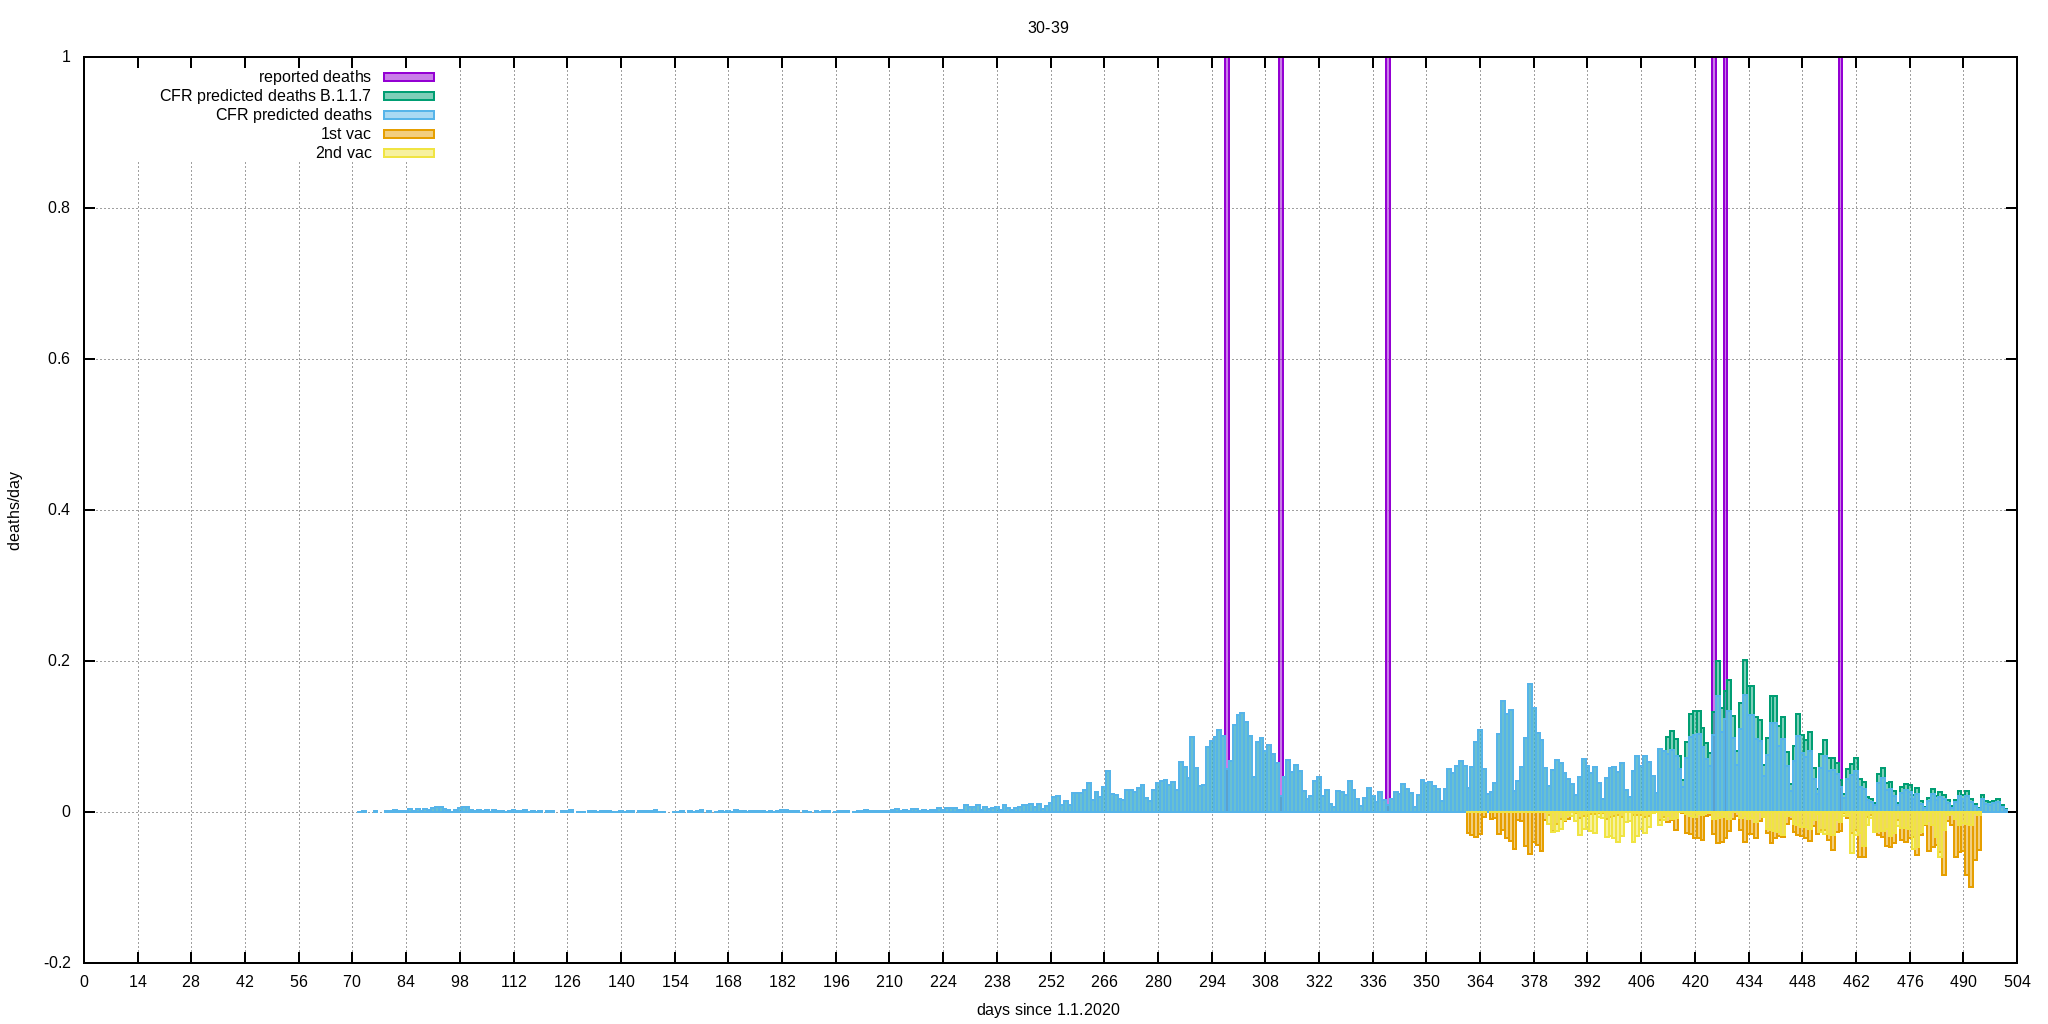 30-39
reported deaths
CFR predicted deaths B.1.1.7
CFR predicted deaths
1st vac
2nd vac
1
0.8
0.6
0.4
0.2
0
-0.2
deaths/day
0 14 28 42 56 70 84 98 112 126 140 154 168 182 196 210 224 238 252 266 280 294 308 322 336 350 364 378 392 406 420 434 448 462 476 490 504
days since 1.1.2020